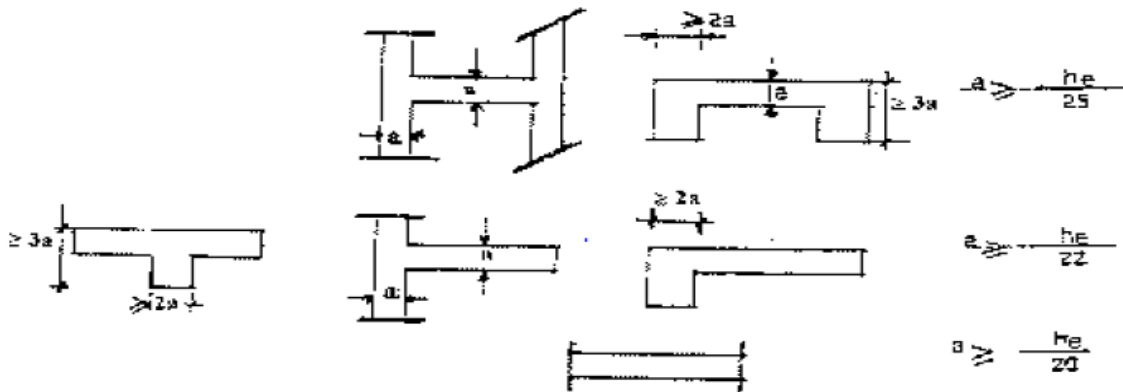 ≥ 2a
a
a
a
≥ 3a
a ≥ he/25
≥ 3a
≥ 2a
a
a
≥ 2a
a ≥ he/22
a ≥ he/20